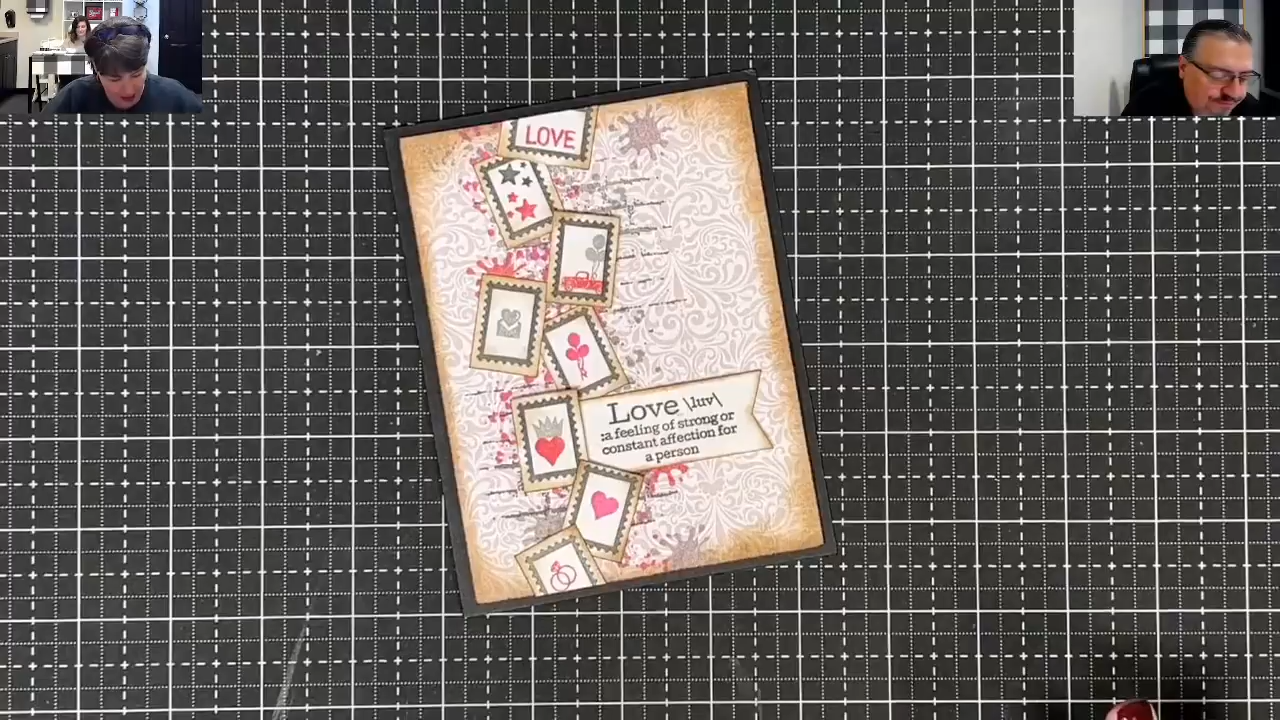 LOVE
Love \luv\
:a feeling of strong or
constant affection for
a person